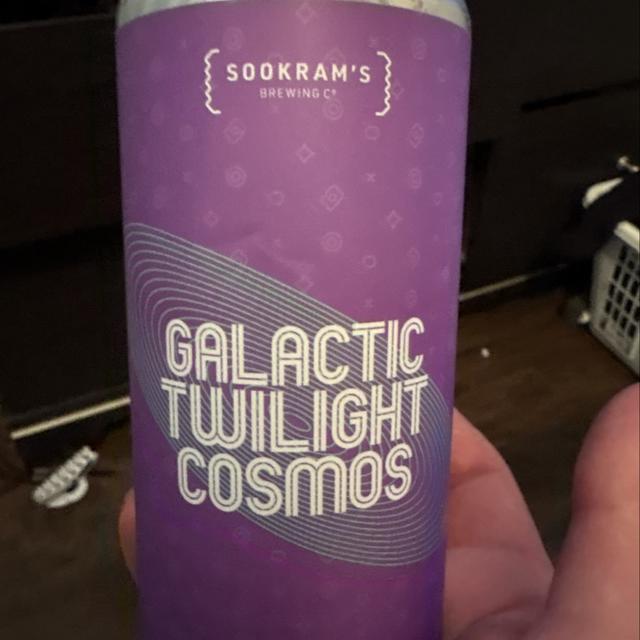 SOOKRAM'S
BREWING Cº
GALACTIC
TWILIGHT
COSMOS